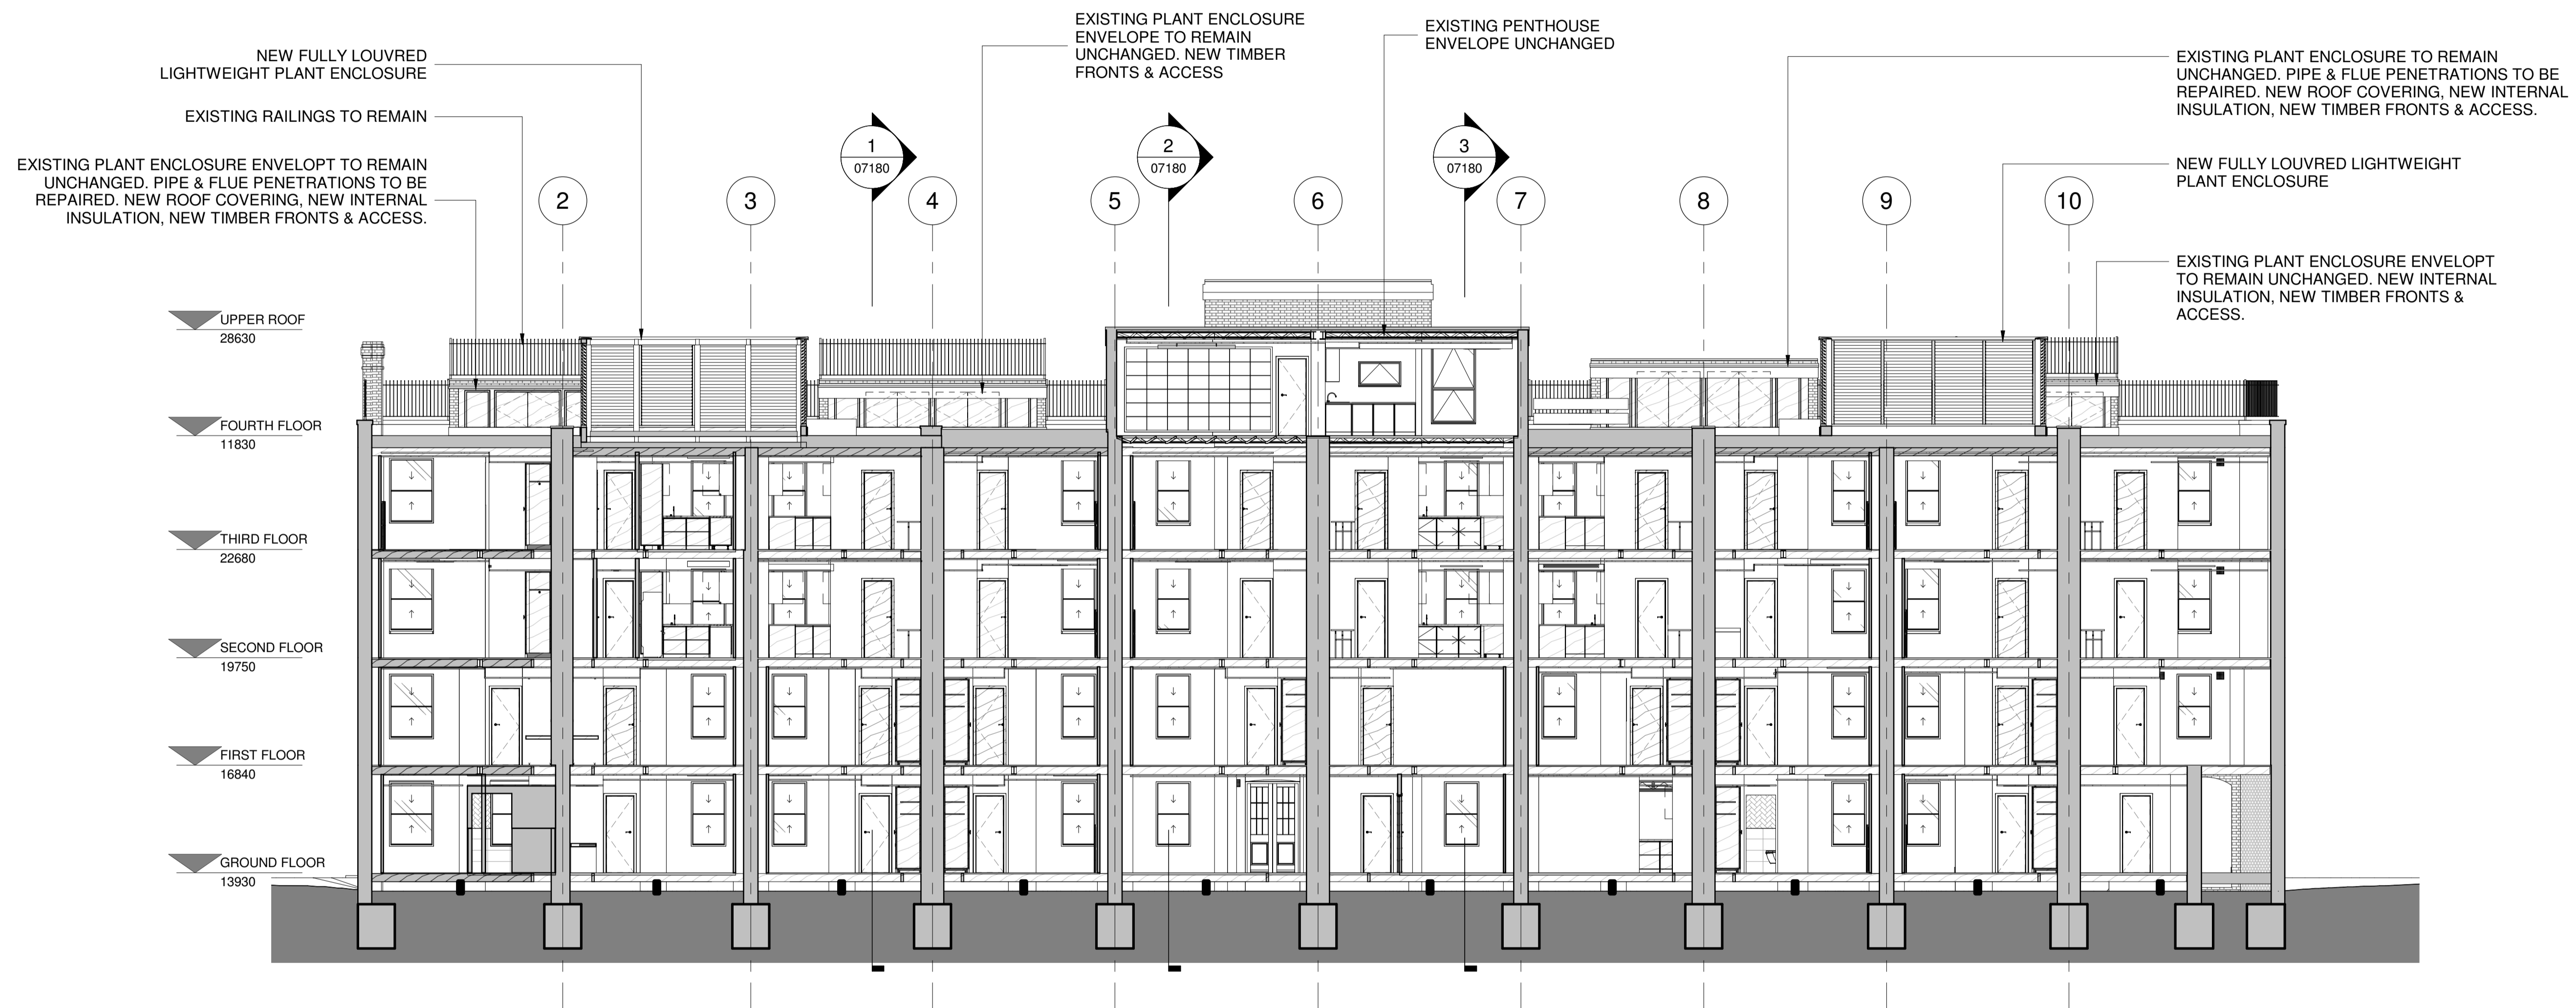 EXISTING PLANT ENCLOSURE
ENVELOPE TO REMAIN
UNCHANGED. NEW TIMBER
FRONTS & ACCESS
EXISTING PENTHOUSE
ENVELOPE UNCHANGED
NEW FULLY LOUVRED
LIGHTWEIGHT PLANT ENCLOSURE
EXISTING PLANT ENCLOSURE TO REMAIN
UNCHANGED. PIPE & FLUE PENETRATIONS TO BE
REPAIRED. NEW ROOF COVERING, NEW INTERNAL
INSULATION, NEW TIMBER FRONTS & ACCESS.
EXISTING RAILINGS TO REMAIN
1
07180
2
07180
3
07180
EXISTING PLANT ENCLOSURE ENVELOPT TO REMAIN
UNCHANGED. PIPE & FLUE PENETRATIONS TO BE
REPAIRED. NEW ROOF COVERING, NEW INTERNAL
INSULATION, NEW TIMBER FRONTS & ACCESS.
NEW FULLY LOUVRED LIGHTWEIGHT
PLANT ENCLOSURE
2
3
4
5
6
7
8
9
10
EXISTING PLANT ENCLOSURE ENVELOPT
TO REMAIN UNCHANGED. NEW INTERNAL
INSULATION, NEW TIMBER FRONTS &
ACCESS.
UPPER ROOF
28630
FOURTH FLOOR
11830
THIRD FLOOR
22680
SECOND FLOOR
19750
FIRST FLOOR
16840
GROUND FLOOR
13930